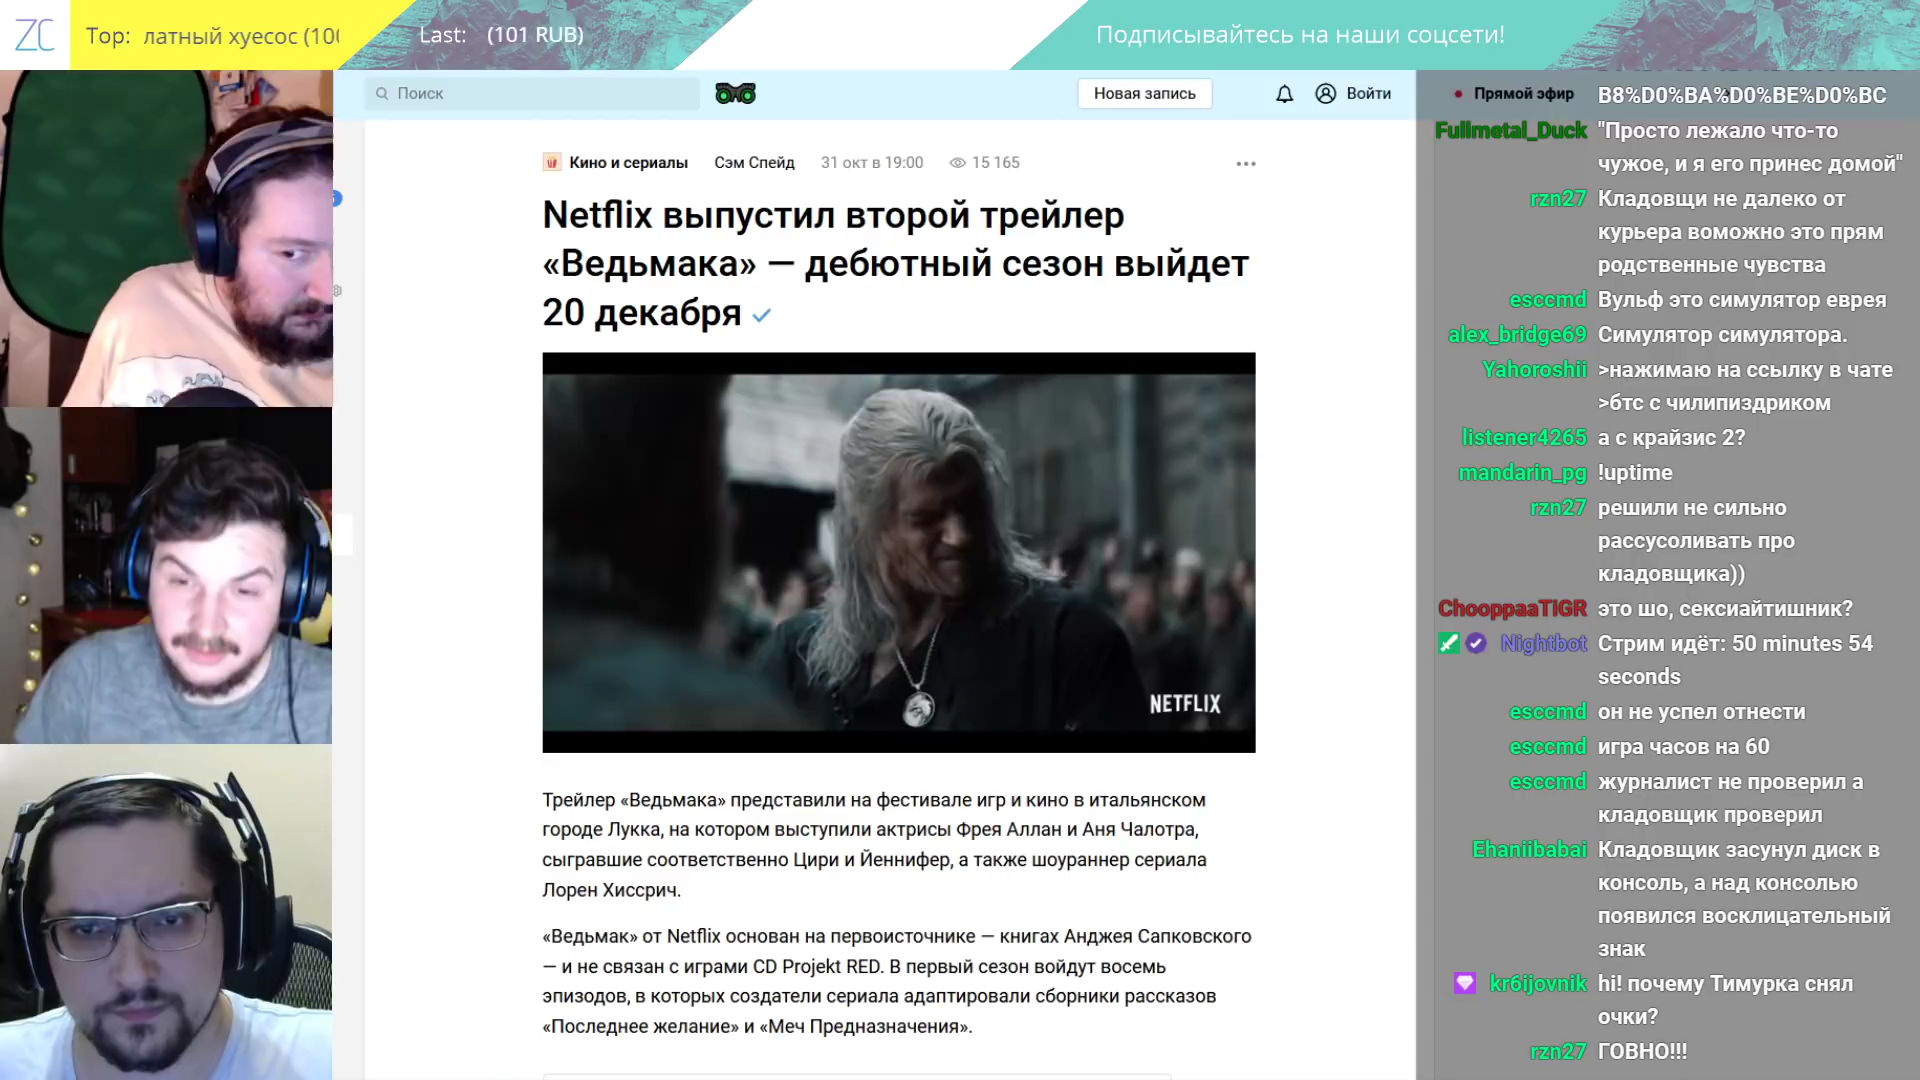 ZC
Top: латный хуесос (100
Last: (101 RUB)
Подписывайтесь на наши соцсети!
Поиск
Новая запись
Войти
Прямой эфир
Кино и сериалы Сэм Спейд 31 окт в 19:00 15 165
Netflix выпустил второй трейлер
«Ведьмака» — дебютный сезон выйдет
20 декабря
NETFLIX
Трейлер «Ведьмака» представили на фестивале игр и кино в итальянском
городе Лукка, на котором выступили актрисы Фрея Аллан и Аня Чалотра,
сыгравшие соответственно Цири и Йеннифер, а также шоураннер сериала
Лорен Хиссрич.
«Ведьмак» от Netflix основан на первоисточнике — книгах Анджея Сапковского
— и не связан с играми CD Projekt RED. В первый сезон войдут восемь
эпизодов, в которых создатели сериала адаптировали сборники рассказов
«Последнее желание» и «Меч Предназначения».
B8%D0%BA%D0%BE%D0%BC
Fullmetal_Duck "Просто лежало что-то
чужое, и я его принес домой"
rzn27 Кладовщи не далеко от
курьера воможно это прям
родственные чувства
esccmd Вульф это симулятор еврея
alex_bridge69 Симулятор симулятора.
Yahoroshii >нажимаю на ссылку в чате
>бтс с чилипиздриком
listener4265 а с крайзис 2?
mandarin_pg !uptime
rzn27 решили не сильно
рассусоливать про
кладовщика))
ChooppaaTIGR это шо, сексиайтишник?
Nightbot Стрим идёт: 50 minutes 54
seconds
esccmd он не успел отнести
esccmd игра часов на 60
esccmd журналист не проверил а
кладовщик проверил
Ehaniibabai Кладовщик засунул диск в
консоль, а над консолью
появился восклицательный
знак
kr6ijovnik hi! почему Тимурка снял
очки?
rzn27 ГОВНО!!!